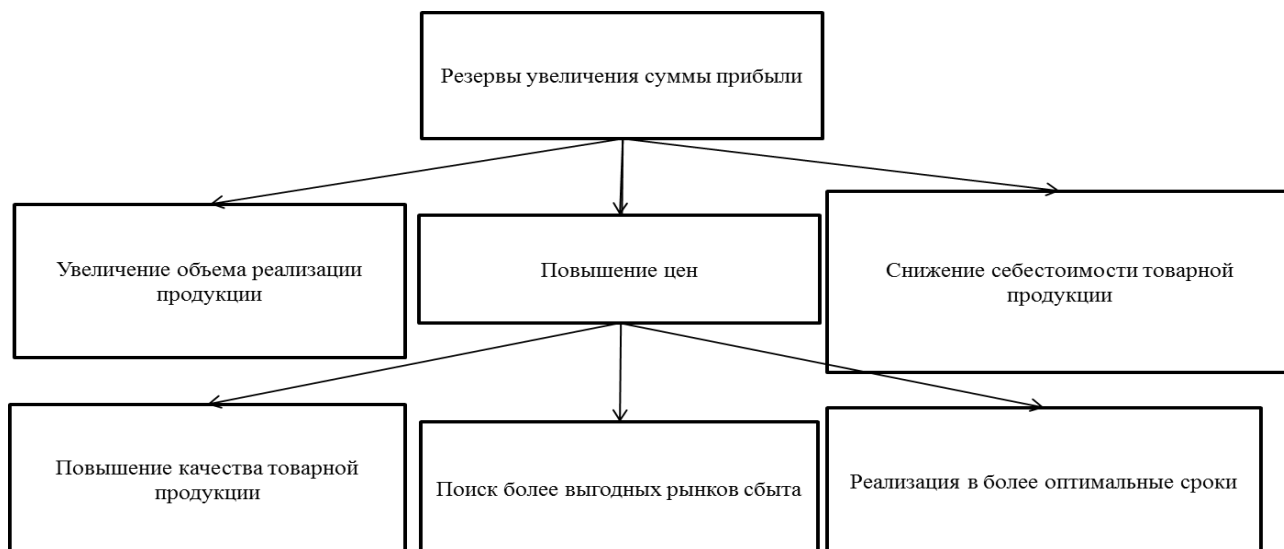 Резервы увеличения суммы прибыли
Увеличение объема реализации
продукции
Повышение цен
Снижение себестоимости товарной
продукции
Повышение качества товарной
продукции
Поиск более выгодных рынков сбыта
Реализация в более оптимальные сроки